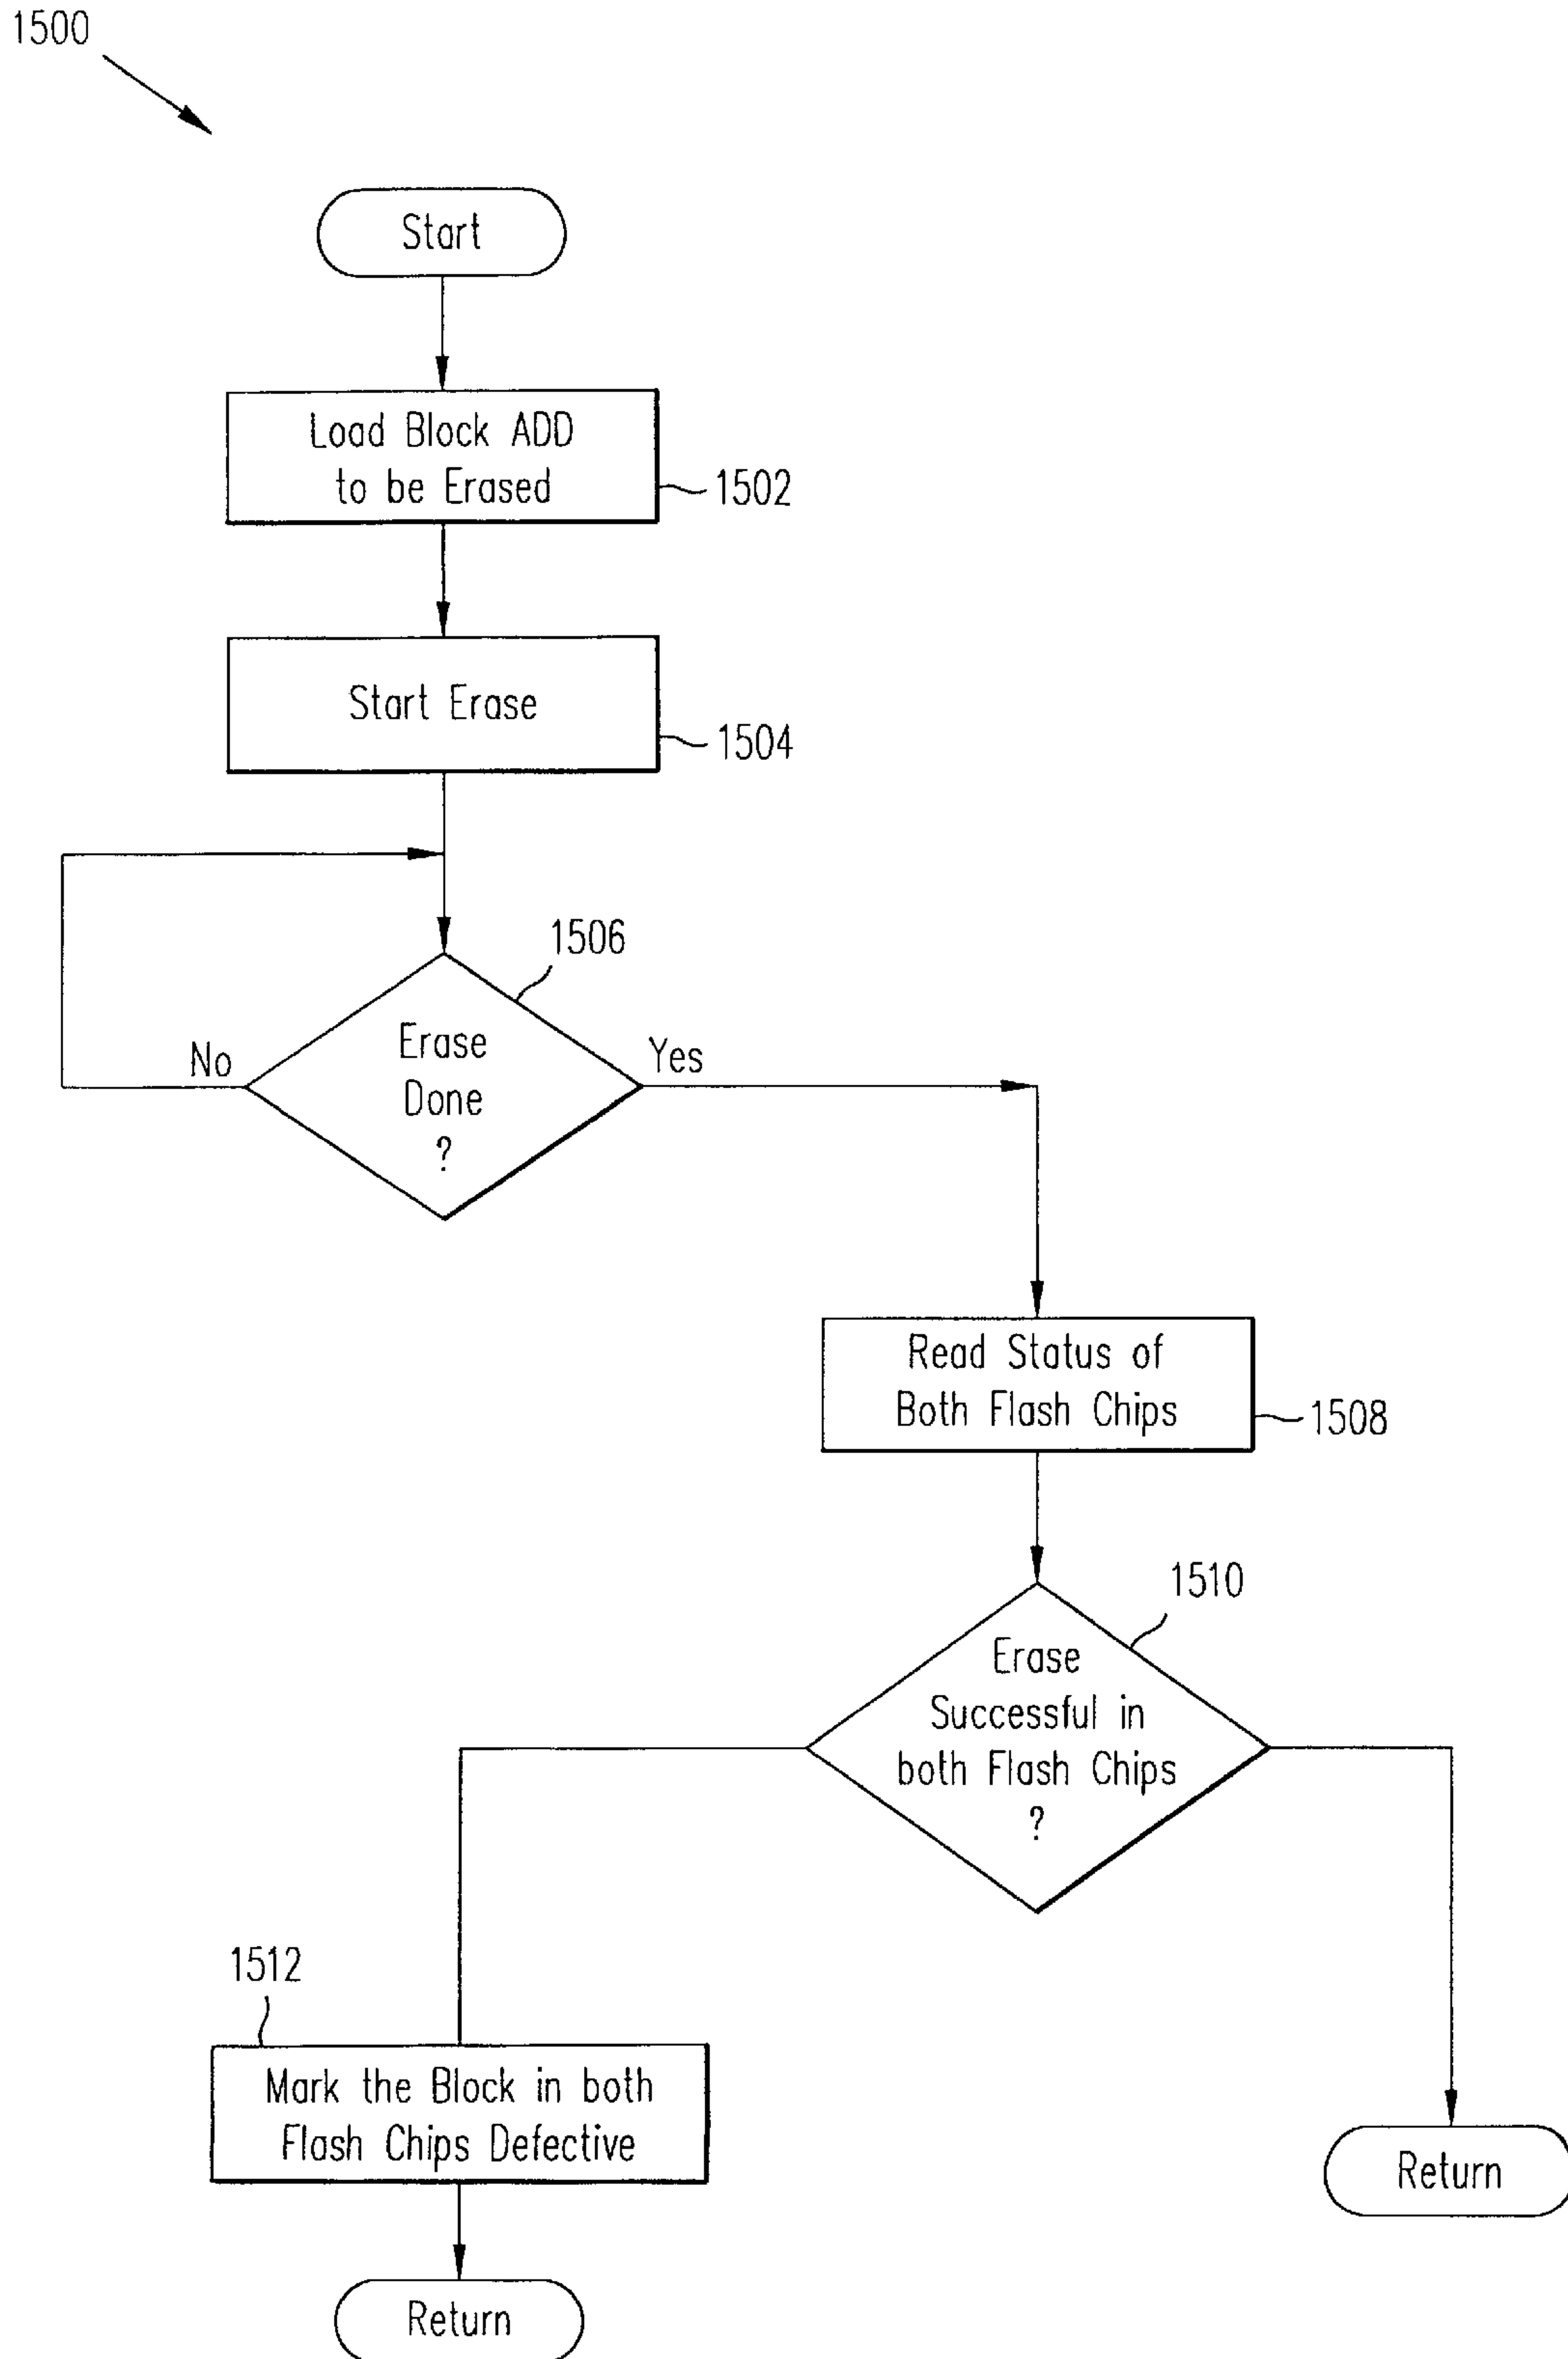 1500
Start
Load Block ADD
to be Erased
1502
Start Erase
1504
1506
Erase
Done
?
No
Yes
Read Status of
Both Flash Chips
1508
1510
Erase
Successful in
both Flash Chips
?
1512
Mark the Block in both
Flash Chips Defective
Return
Return